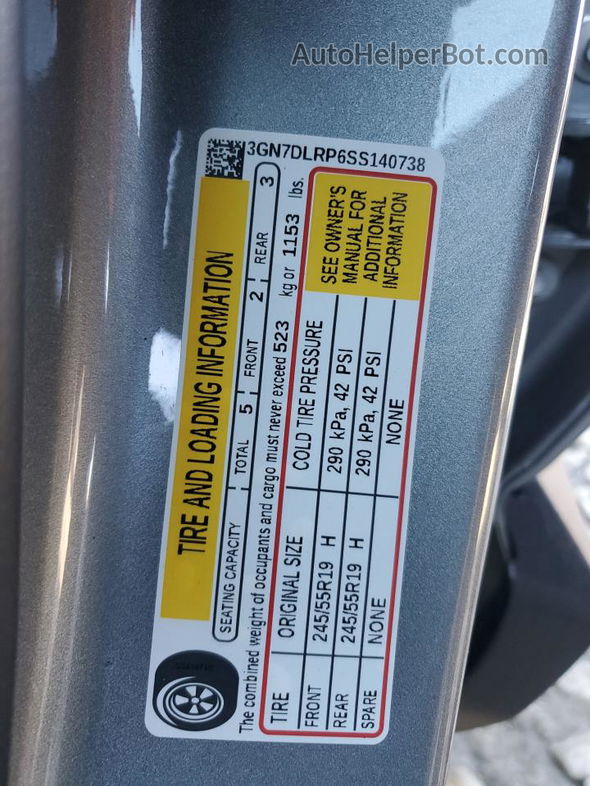 AutoHelperBot.com
3GN7DLRP6SS140738
TIRE AND LOADING INFORMATION
SEATING CAPACITY TOTAL 5 FRONT 2 REAR 3
The combined weight of occupants and cargo must never exceed 523 kg or 1153 lbs.
TIRE ORIGINAL SIZE COLD TIRE PRESSURE
FRONT 245/55R19 H 290 kPa, 42 PSI
REAR 245/55R19 H 290 kPa, 42 PSI
SPARE NONE NONE
SEE OWNER'S
MANUAL FOR
ADDITIONAL
INFORMATION